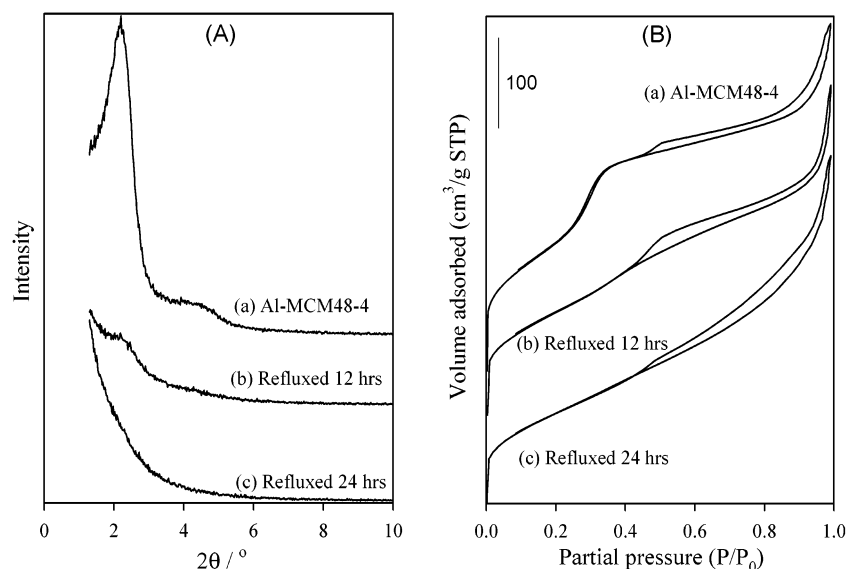 (A)
Intensity
(a) Al-MCM48-4
(b) Refluxed 12 hrs
(c) Refluxed 24 hrs
0 2 4 6 8 10
2θ / °
(B)
100
Volume adsorbed (cm³/g STP)
(a) Al-MCM48-4
(b) Refluxed 12 hrs
(c) Refluxed 24 hrs
0.0 0.2 0.4 0.6 0.8 1.0
Partial pressure (P/P₀)